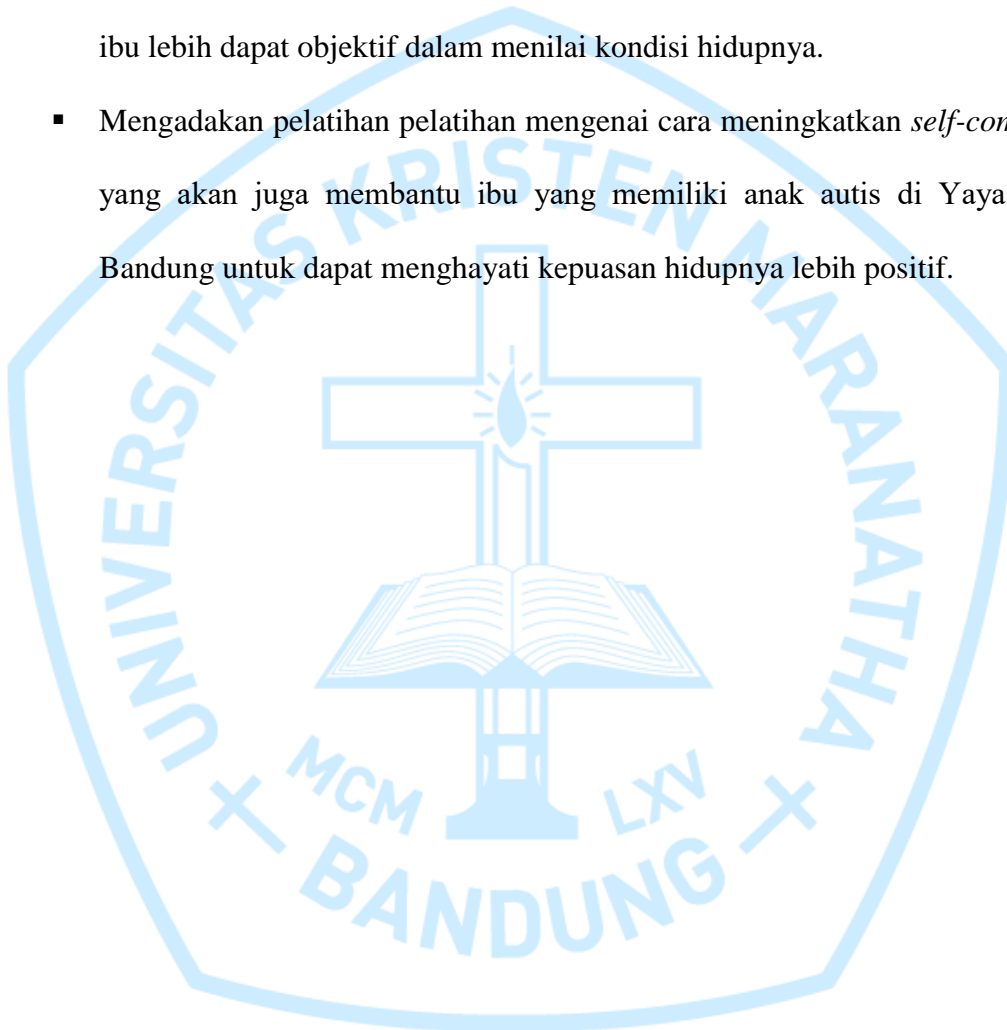 ibu lebih dapat objektif dalam menilai kondisi hidupnya.
▪ Mengadakan pelatihan pelatihan mengenai cara meningkatkan self-con
yang akan juga membantu ibu yang memiliki anak autis di Yaya
Bandung untuk dapat menghayati kepuasan hidupnya lebih positif.
UNIVERSITAS KRISTEN MARANATHA
MCM LXV
BANDUNG